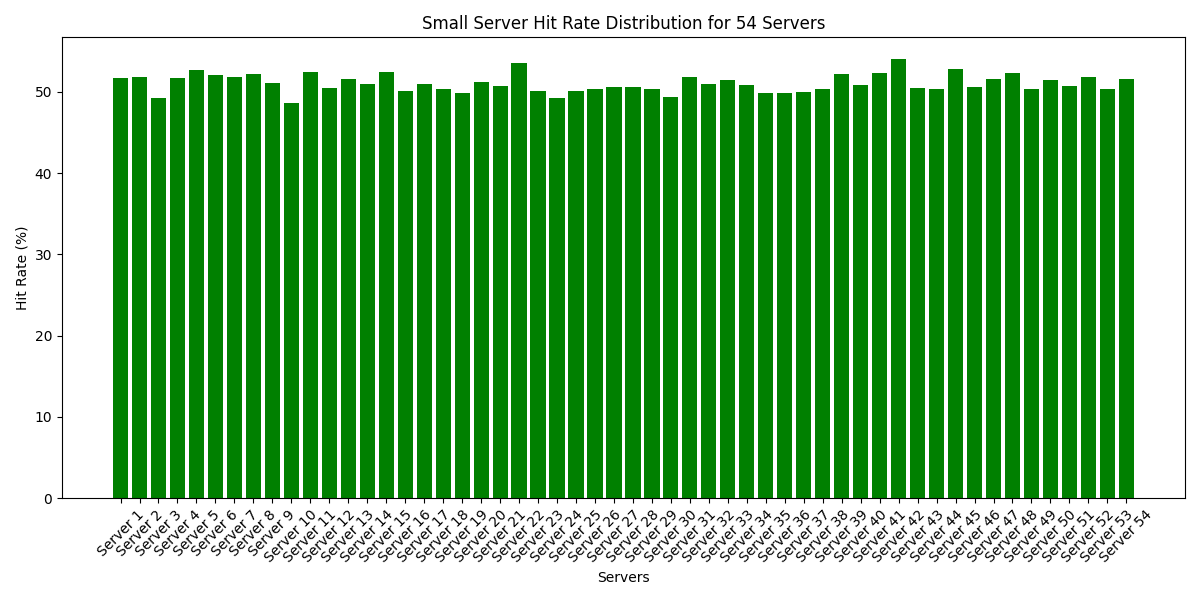 Small Server Hit Rate Distribution for 54 Servers
Hit Rate (%)
50
40
30
20
10
0
Server 1
Server 2
Server 3
Server 4
Server 5
Server 6
Server 7
Server 8
Server 9
Server 10
Server 11
Server 12
Server 13
Server 14
Server 15
Server 16
Server 17
Server 18
Server 19
Server 20
Server 21
Server 22
Server 23
Server 24
Server 25
Server 26
Server 27
Server 28
Server 29
Server 30
Server 31
Server 32
Server 33
Server 34
Server 35
Server 36
Server 37
Server 38
Server 39
Server 40
Server 41
Server 42
Server 43
Server 44
Server 45
Server 46
Server 47
Server 48
Server 49
Server 50
Server 51
Server 52
Server 53
Server 54
Servers